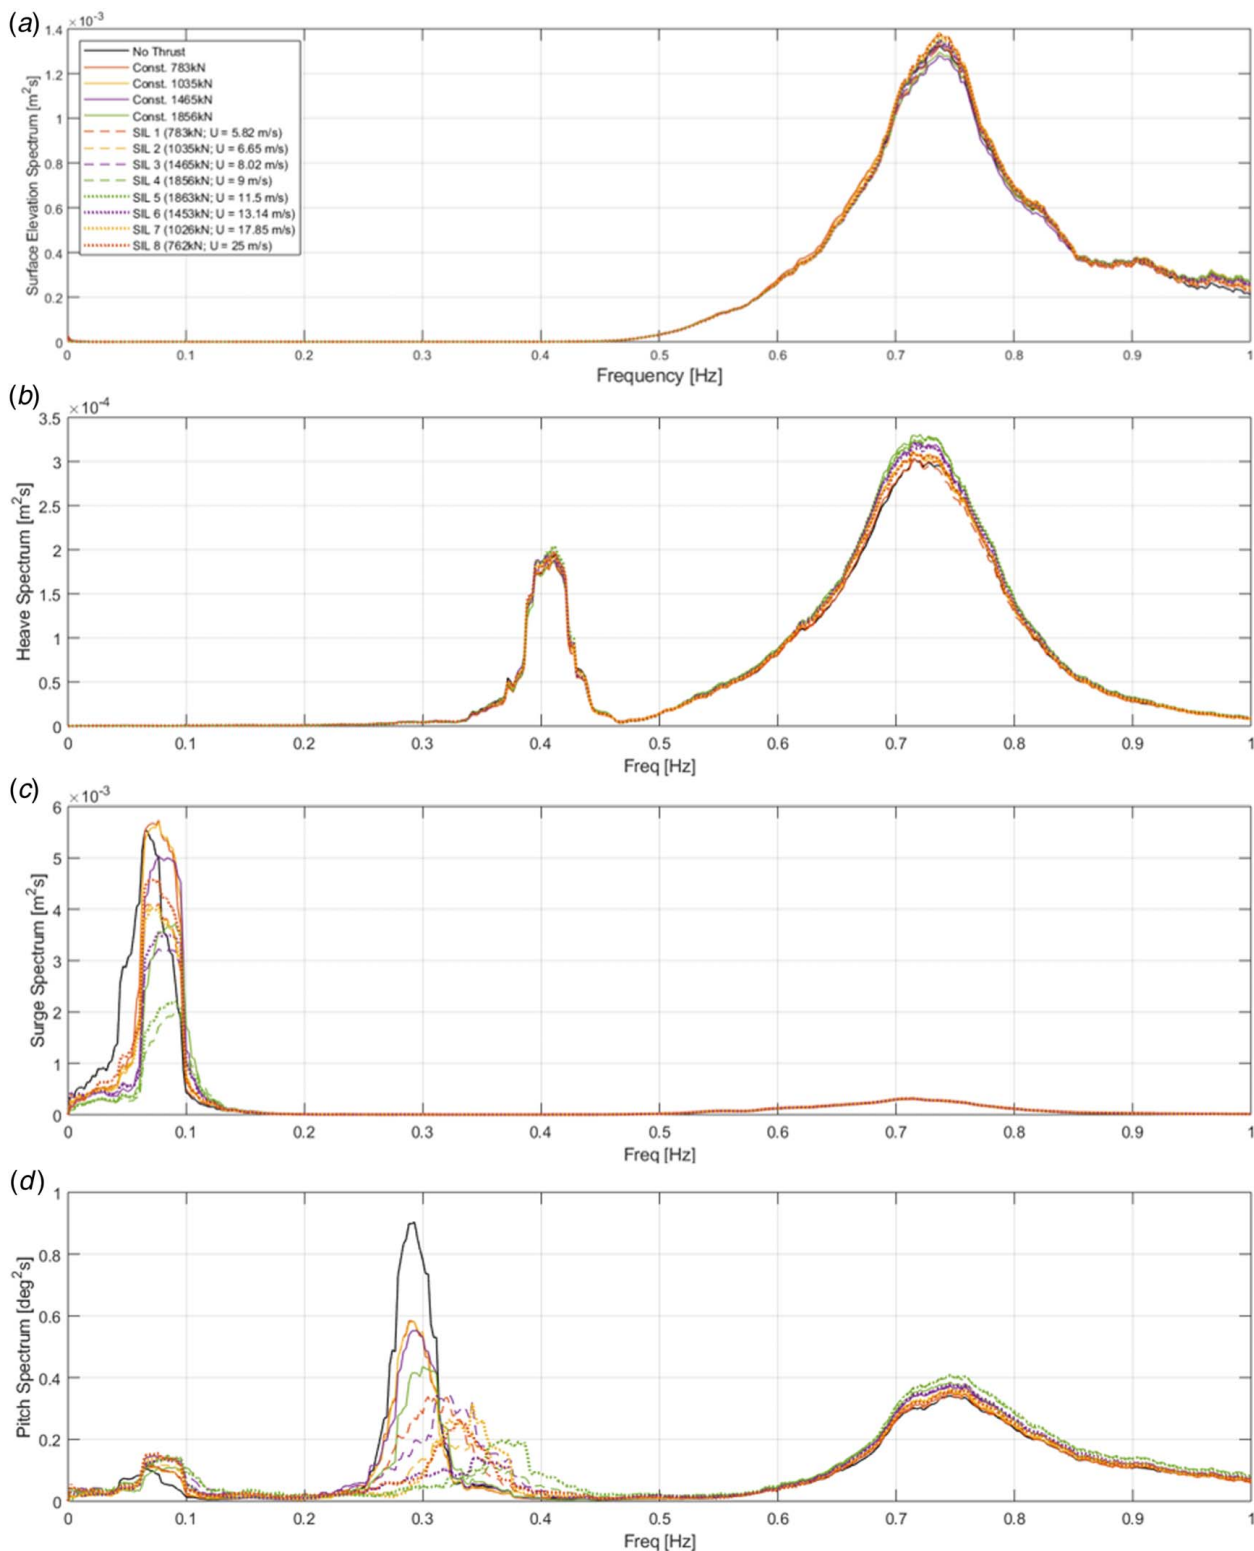 (a)
×10⁻³
1.4
1.2
1
0.8
0.6
0.4
0.2
0
Surface Elevation Spectrum [m²s]
No Thrust
Const. 783kN
Const. 1035kN
Const. 1465kN
Const. 1856kN
SIL 1 (783kN; U = 5.82 m/s)
SIL 2 (1035kN; U = 6.65 m/s)
SIL 3 (1465kN; U = 8.02 m/s)
SIL 4 (1856kN; U = 9 m/s)
SIL 5 (1863kN; U = 11.5 m/s)
SIL 6 (1453kN; U = 13.14 m/s)
SIL 7 (1026kN; U = 17.85 m/s)
SIL 8 (762kN; U = 25 m/s)
0 0.1 0.2 0.3 0.4 0.5 0.6 0.7 0.8 0.9 1
Frequency [Hz]
(b)
×10⁻⁴
3.5
3
2.5
2
1.5
1
0.5
0
Heave Spectrum [m²s]
0 0.1 0.2 0.3 0.4 0.5 0.6 0.7 0.8 0.9 1
Freq [Hz]
(c)
×10⁻³
6
5
4
3
2
1
0
Surge Spectrum [m²s]
0 0.1 0.2 0.3 0.4 0.5 0.6 0.7 0.8 0.9 1
Freq [Hz]
(d)
1
0.8
0.6
0.4
0.2
0
Pitch Spectrum [deg²s]
0 0.1 0.2 0.3 0.4 0.5 0.6 0.7 0.8 0.9 1
Freq [Hz]